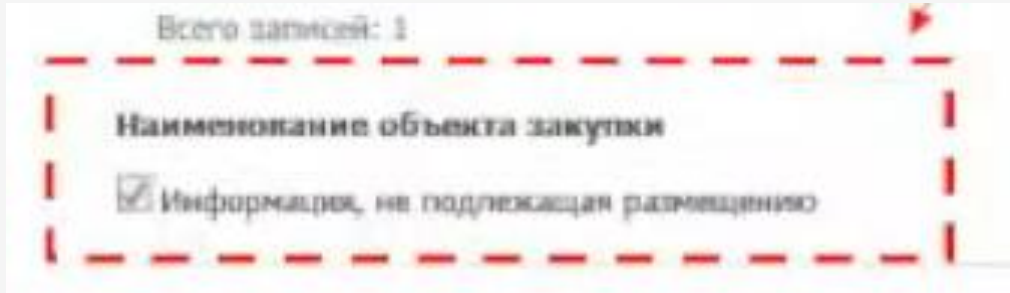 Всего записей: 1
Наименование объекта закупки
Информация, не подлежащая размещению